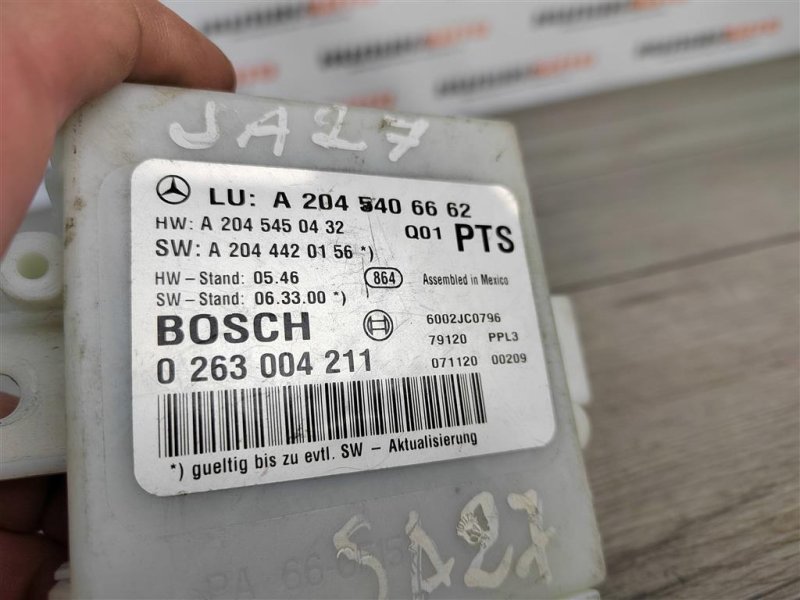 JA27
LU: A 204 540 66 62
HW: A 204 545 04 32 Q01 PTS
SW: A 204 442 01 56 *)
HW – Stand: 05.46 864 Assembled in Mexico
SW – Stand: 06.33.00 *)
BOSCH 6002JC0796
79120 PPL3
0 263 004 211 071120 00209
*) gueltig bis zu evtl. SW – Aktualisierung
JA27